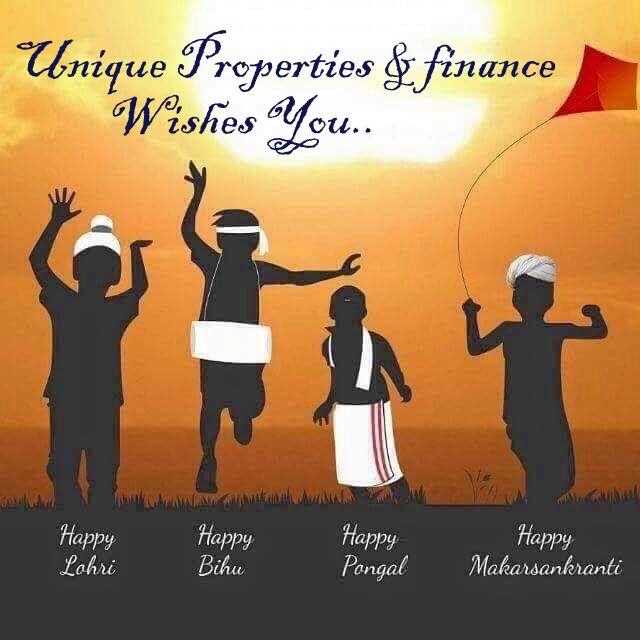 Unique Properties & finance
Wishes You..
Happy Lohri
Happy Bihu
Happy Pongal
Happy Makarsankranti